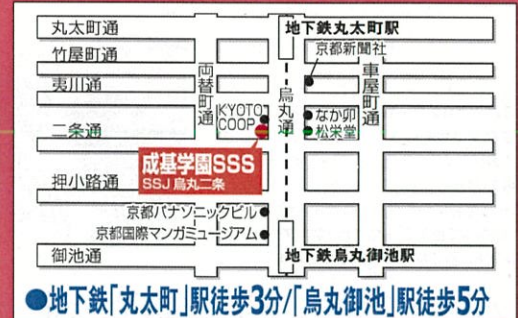 丸太町通
地下鉄丸太町駅
竹屋町通
京都新聞社
夷川通
両替町通
烏丸通
車屋町通
KYOTO
COOP
なか卯
二条通
松栄堂
成基学園SSS
SSJ 烏丸二条
押小路通
京都パナソニックビル
京都国際マンガミュージアム
御池通
地下鉄烏丸御池駅
●地下鉄「丸太町」駅徒歩3分/「烏丸御池」駅徒歩5分